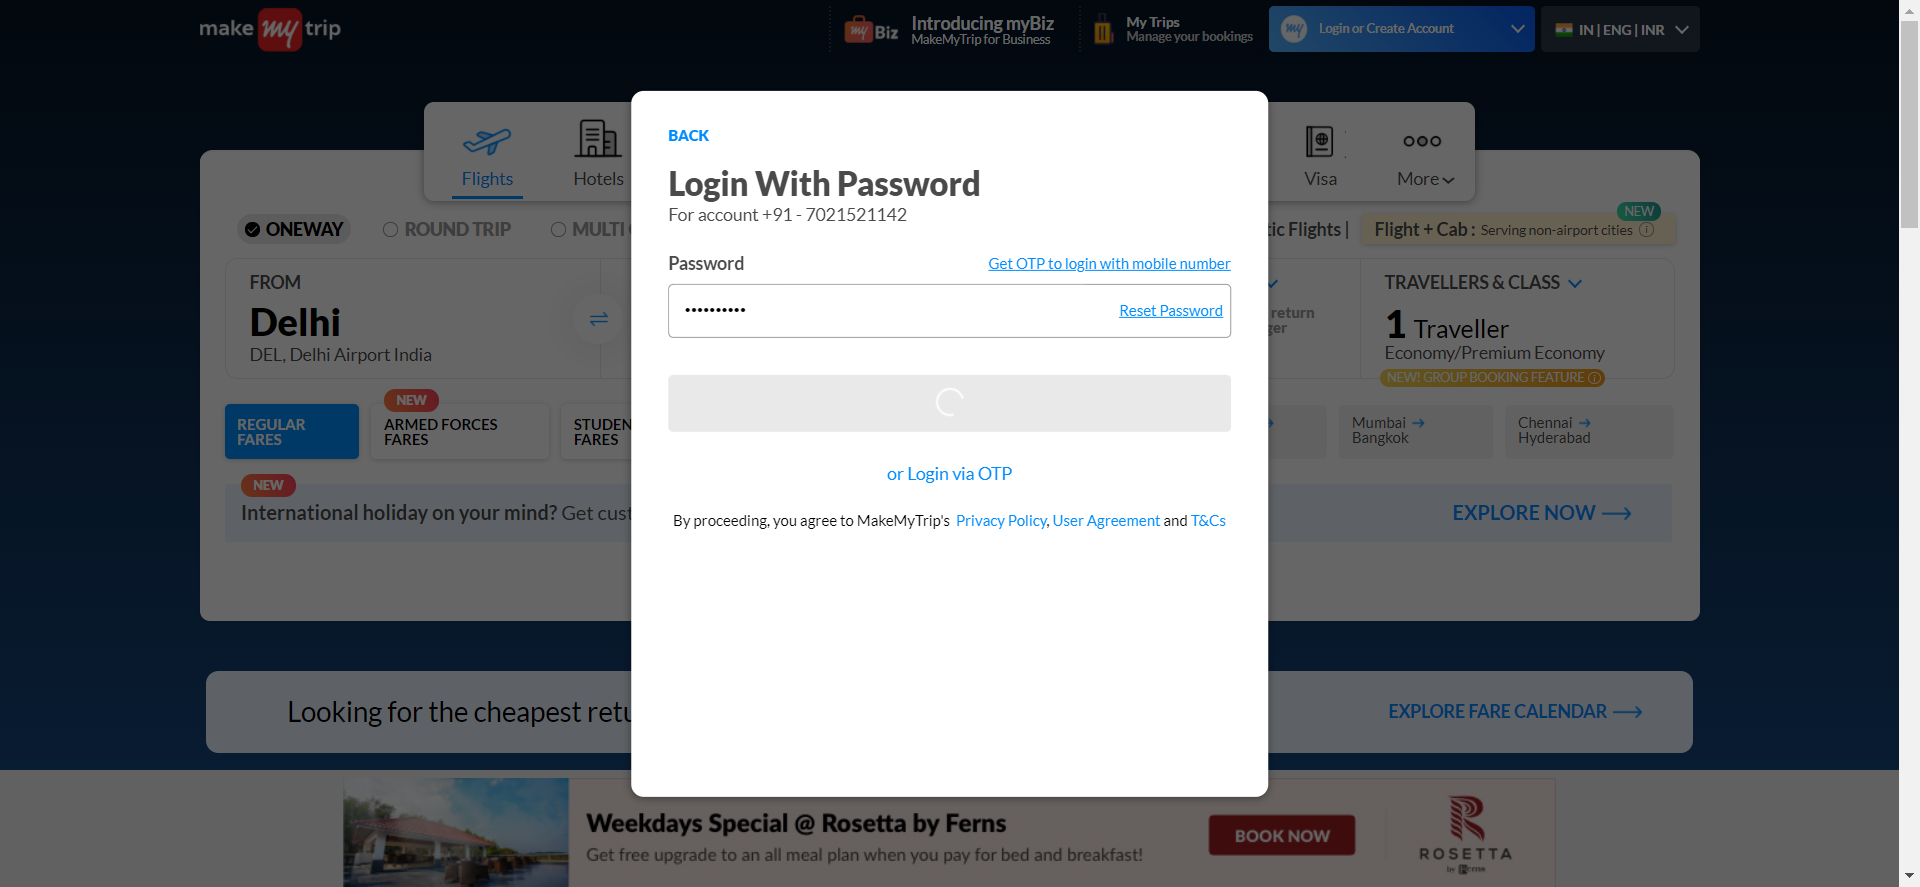 make my trip
myBiz
Introducing myBiz
MakeMyTrip for Business
My Trips
Manage your bookings
my
Login or Create Account
IN | ENG | INR
Flights
Hotels
Visa
More
ONEWAY
ROUND TRIP
MULTI
tic Flights |
NEW
Flight + Cab : Serving non-airport cities
FROM
Delhi
DEL, Delhi Airport India
return
ger
TRAVELLERS & CLASS
1 Traveller
Economy/Premium Economy
NEW! GROUP BOOKING FEATURE
BACK
Login With Password
For account +91 - 7021521142
Password
Get OTP to login with mobile number
••••••••••
Reset Password
or Login via OTP
By proceeding, you agree to MakeMyTrip's Privacy Policy, User Agreement and T&Cs
REGULAR
FARES
NEW
ARMED FORCES
FARES
STUDEN
FARES
Mumbai →
Bangkok
Chennai →
Hyderabad
NEW
International holiday on your mind? Get cust
EXPLORE NOW
Looking for the cheapest retu
EXPLORE FARE CALENDAR
Weekdays Special @ Rosetta by Ferns
Get free upgrade to an all meal plan when you pay for bed and breakfast!
BOOK NOW
ROSETTA
by Ferns